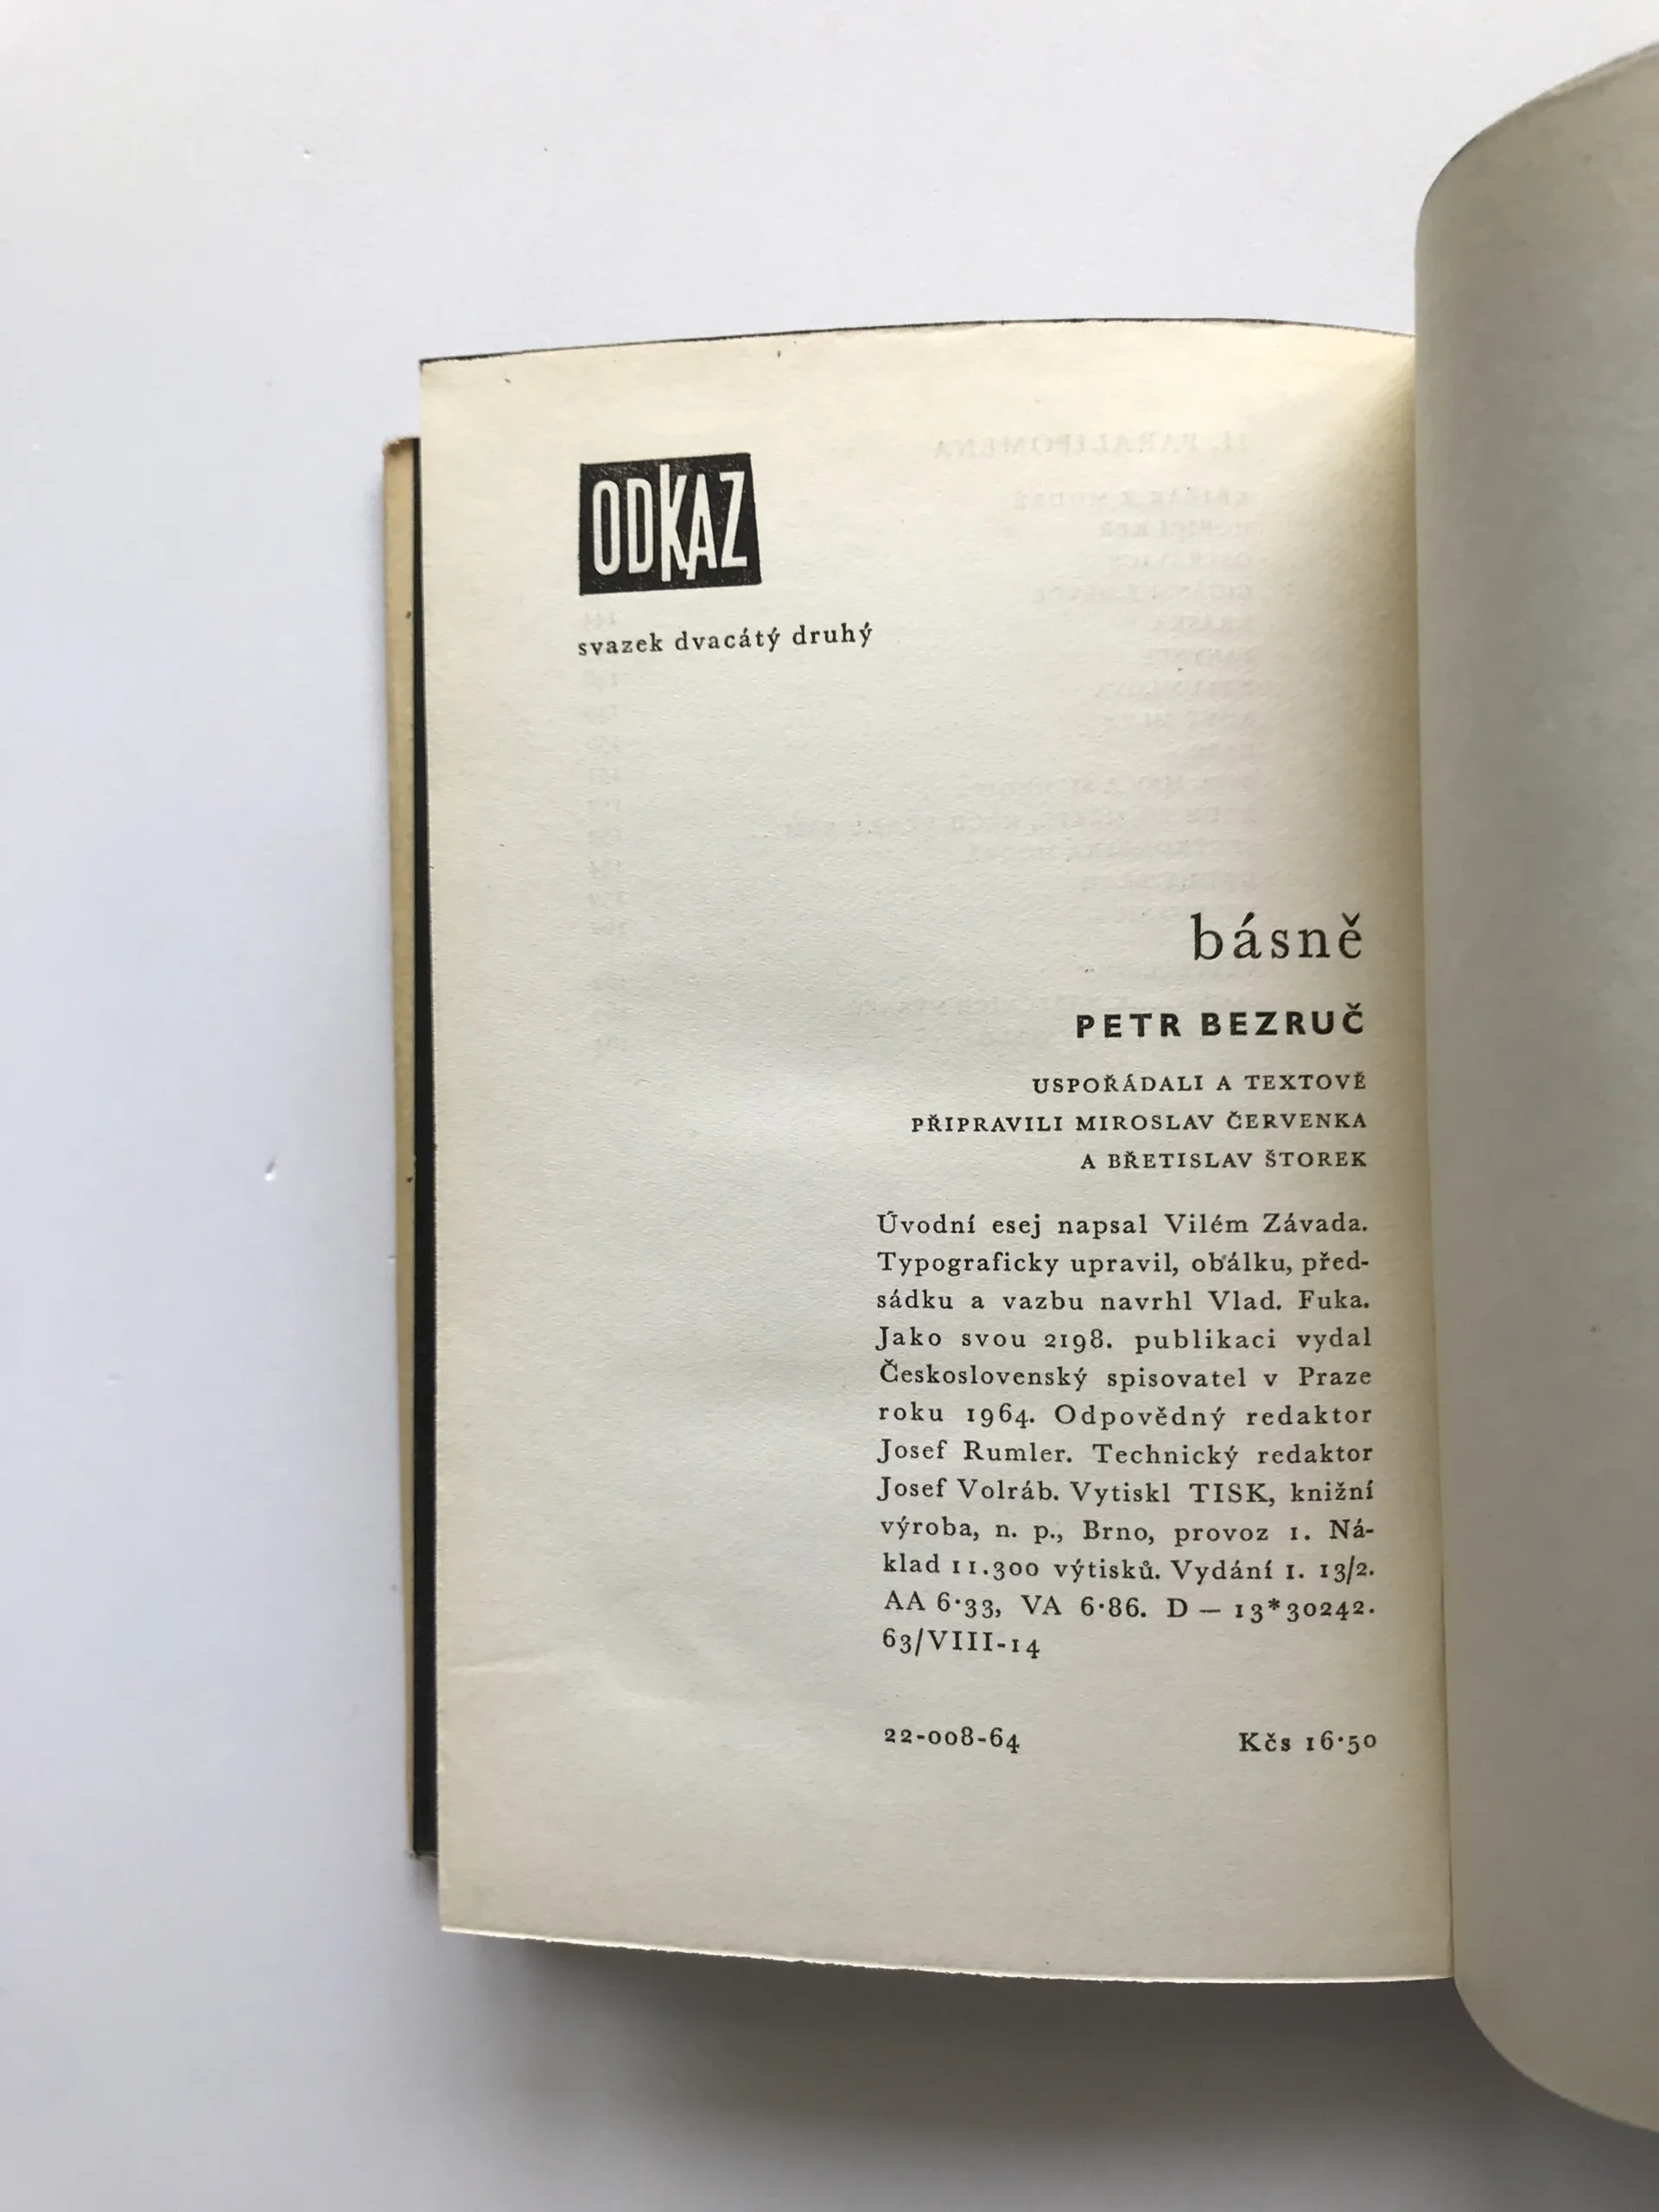 ODKAZ
svazek dvacátý druhý
básně
PETR BEZRUČ
USPOŘÁDALI A TEXTOVĚ
PŘIPRAVILI MIROSLAV ČERVENKA
A BŘETISLAV ŠTOREK
Úvodní esej napsal Vilém Závada.
Typograficky upravil, obálku, před-
sádku a vazbu navrhl Vlad. Fuka.
Jako svou 2198. publikaci vydal
Československý spisovatel v Praze
roku 1964. Odpovědný redaktor
Josef Rumler. Technický redaktor
Josef Volráb. Vytiskl TISK, knižní
výroba, n. p., Brno, provoz 1. Ná-
klad 11.300 výtisků. Vydání I. 13/2.
AA 6·33, VA 6·86. D — 13*30242.
63/VIII-14
22-008-64 Kčs 16·50